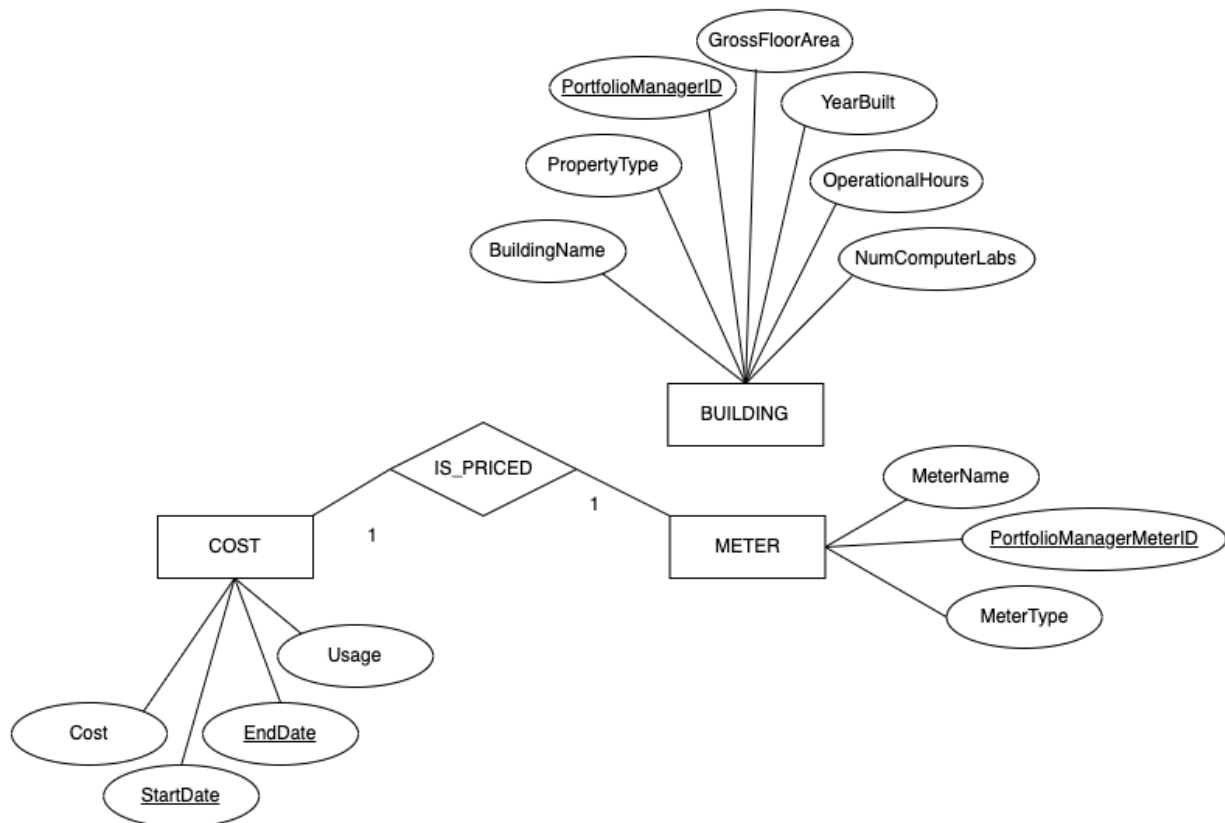 GrossFloorArea
PortfolioManagerID
YearBuilt
PropertyType
OperationalHours
BuildingName
NumComputerLabs
BUILDING
IS_PRICED
MeterName
1
1
PortfolioManagerMeterID
COST
METER
MeterType
Usage
Cost
EndDate
StartDate